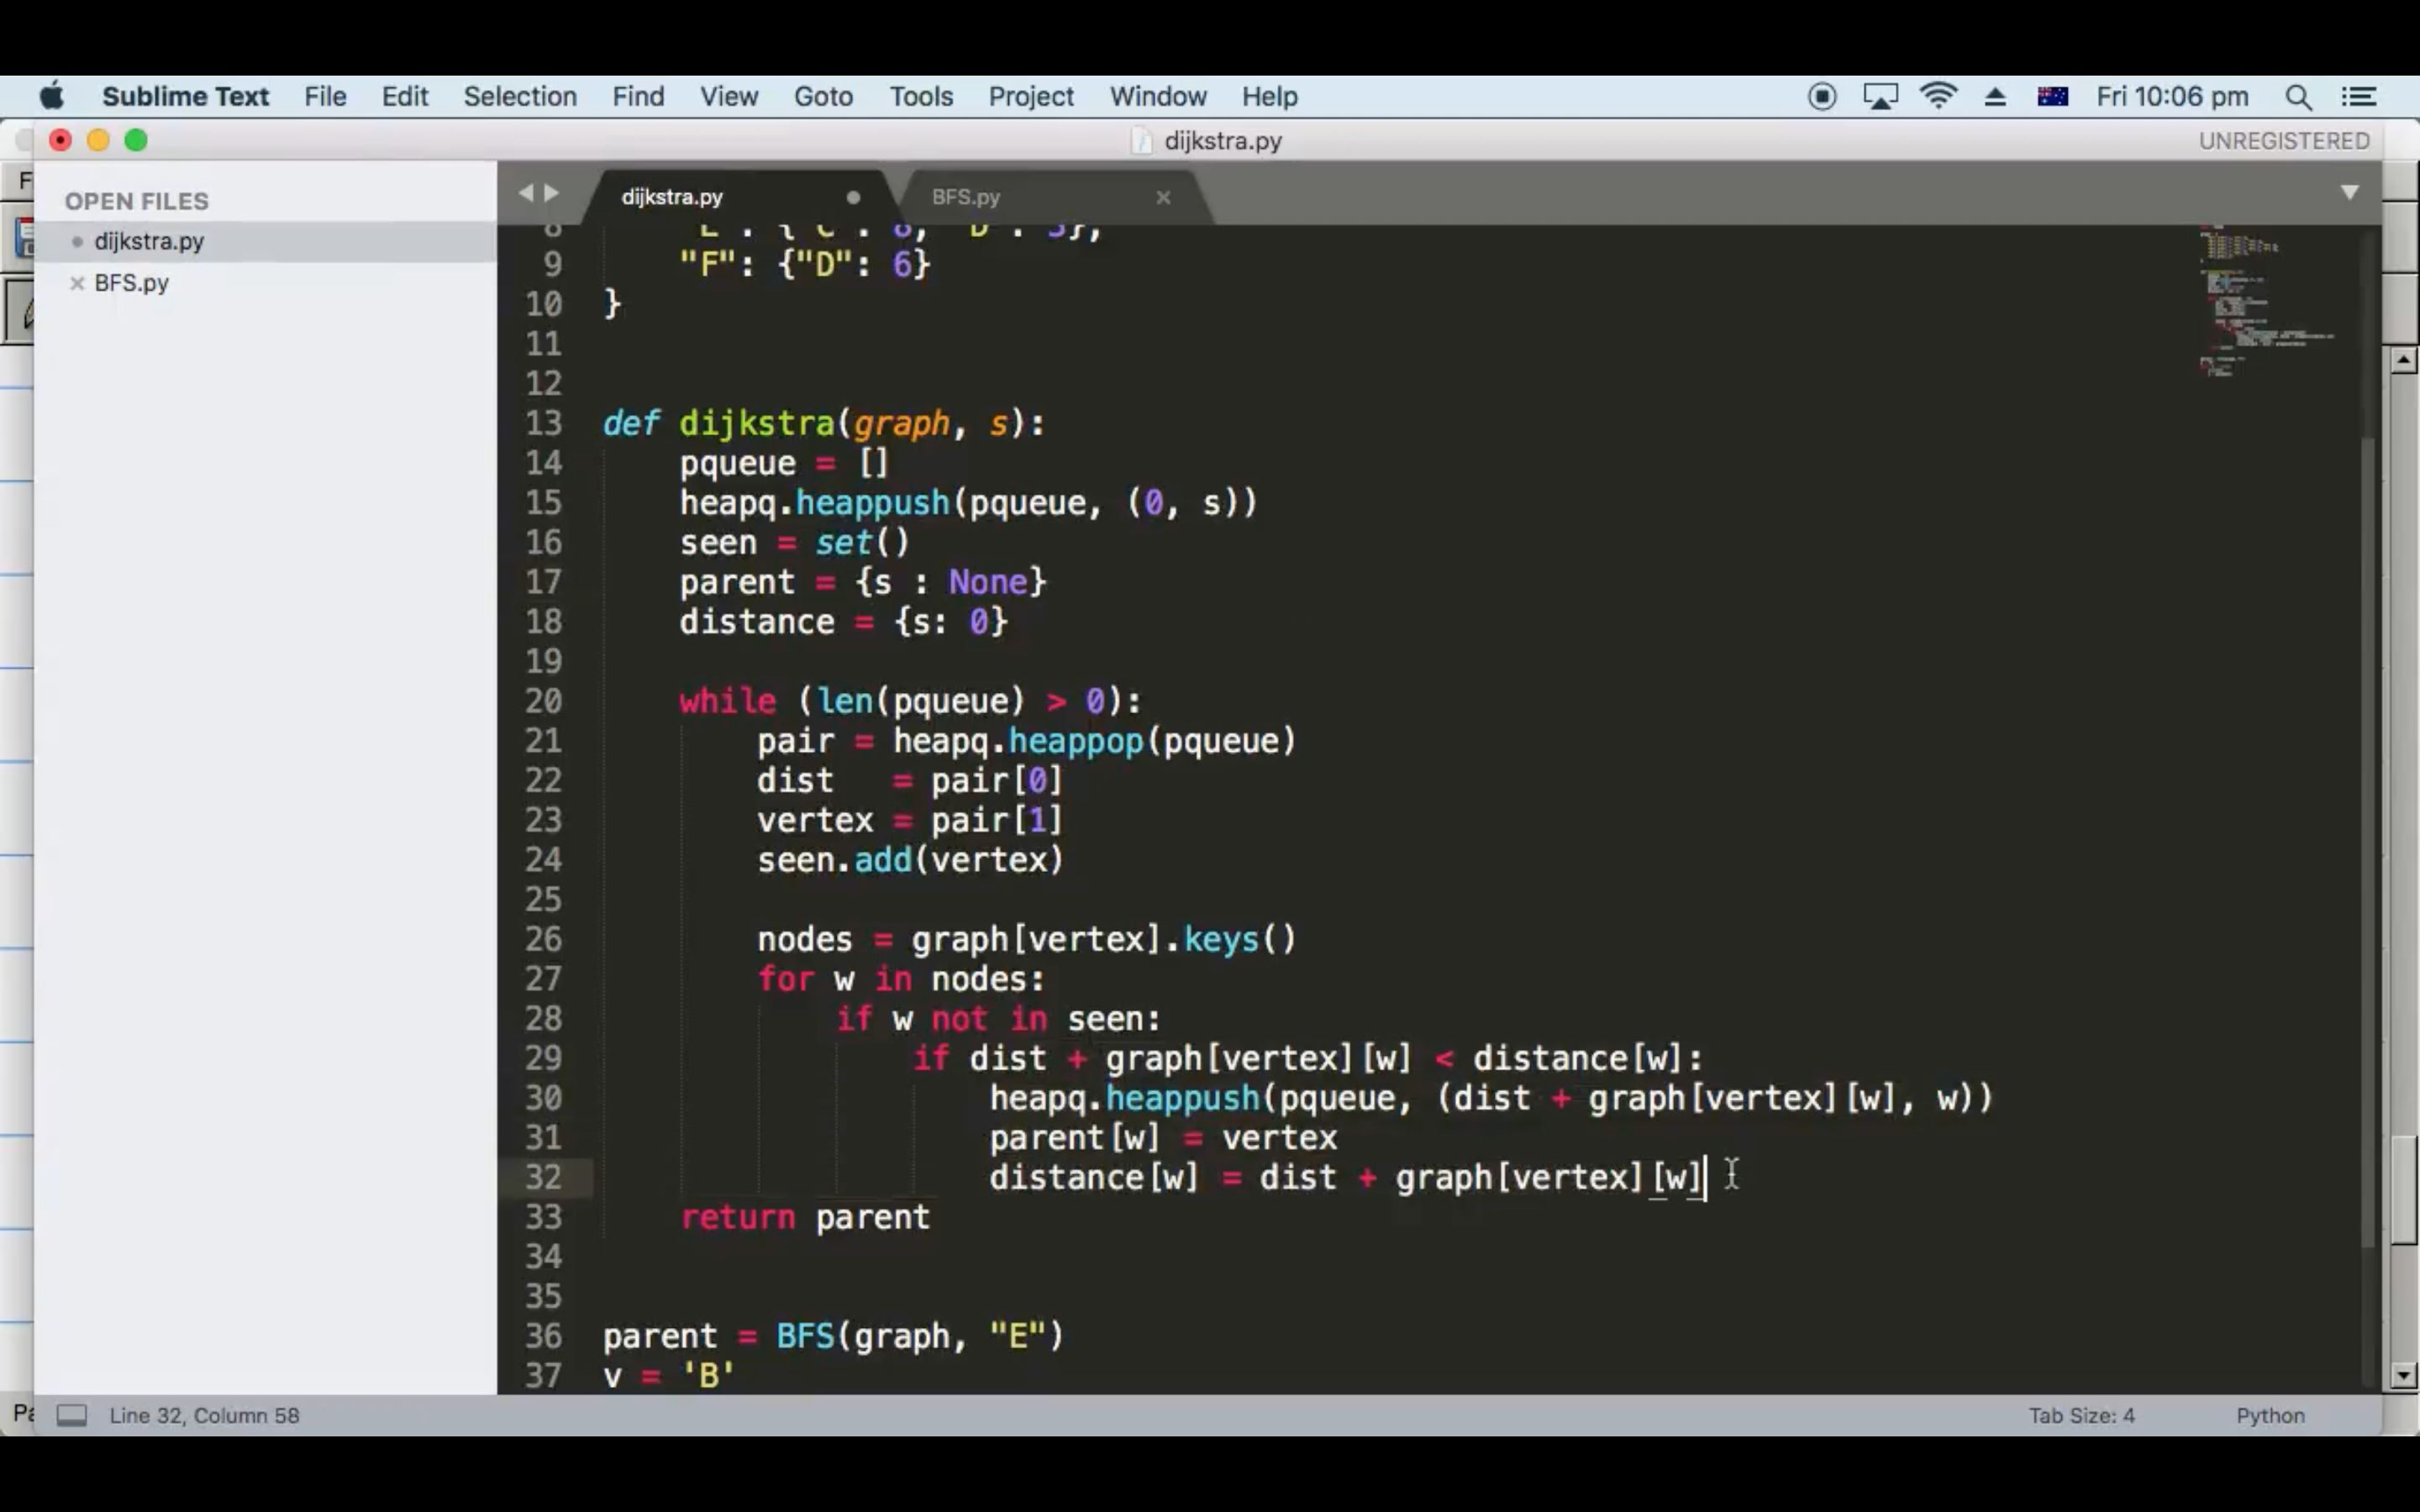 Sublime Text File Edit Selection Find View Goto Tools Project Window Help Fri 10:06 pm
dijkstra.py UNREGISTERED
OPEN FILES
dijkstra.py
BFS.py
dijkstra.py BFS.py
9 "F": {"D": 6}
10 }
11
12
13 def dijkstra(graph, s):
14 pqueue = []
15 heapq.heappush(pqueue, (0, s))
16 seen = set()
17 parent = {s : None}
18 distance = {s: 0}
19
20 while (len(pqueue) > 0):
21 pair = heapq.heappop(pqueue)
22 dist   = pair[0]
23 vertex = pair[1]
24 seen.add(vertex)
25
26 nodes = graph[vertex].keys()
27 for w in nodes:
28 if w not in seen:
29 if dist + graph[vertex][w] < distance[w]:
30 heapq.heappush(pqueue, (dist + graph[vertex][w], w))
31 parent[w] = vertex
32 distance[w] = dist + graph[vertex][w]
33 return parent
34
35
36 parent = BFS(graph, "E")
37 v = 'B'
Line 32, Column 58 Tab Size: 4 Python